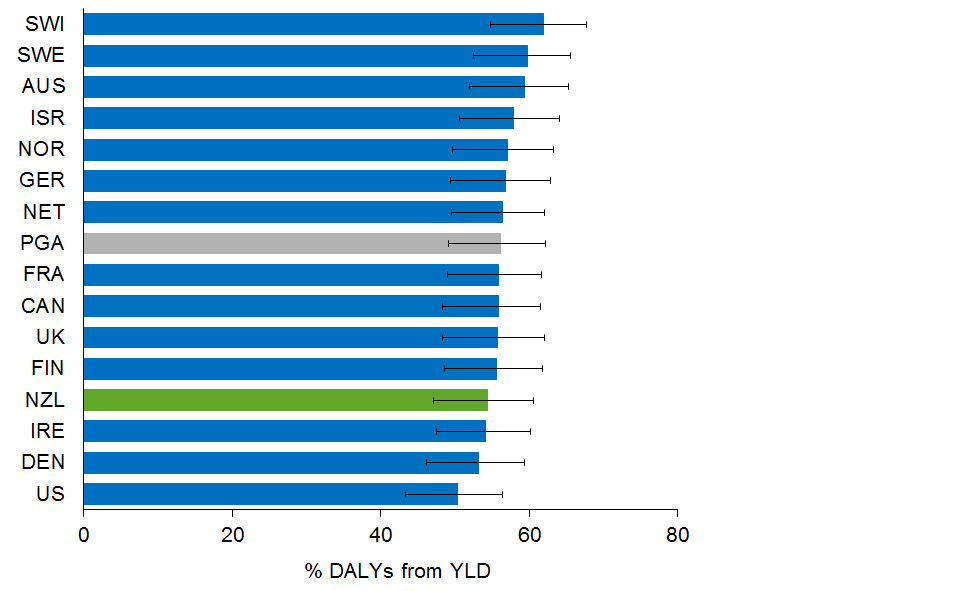 SWI
SWE
AUS
ISR
NOR
GER
NET
PGA
FRA
CAN
UK
FIN
NZL
IRE
DEN
US
0 20 40 60 80
% DALYs from YLD